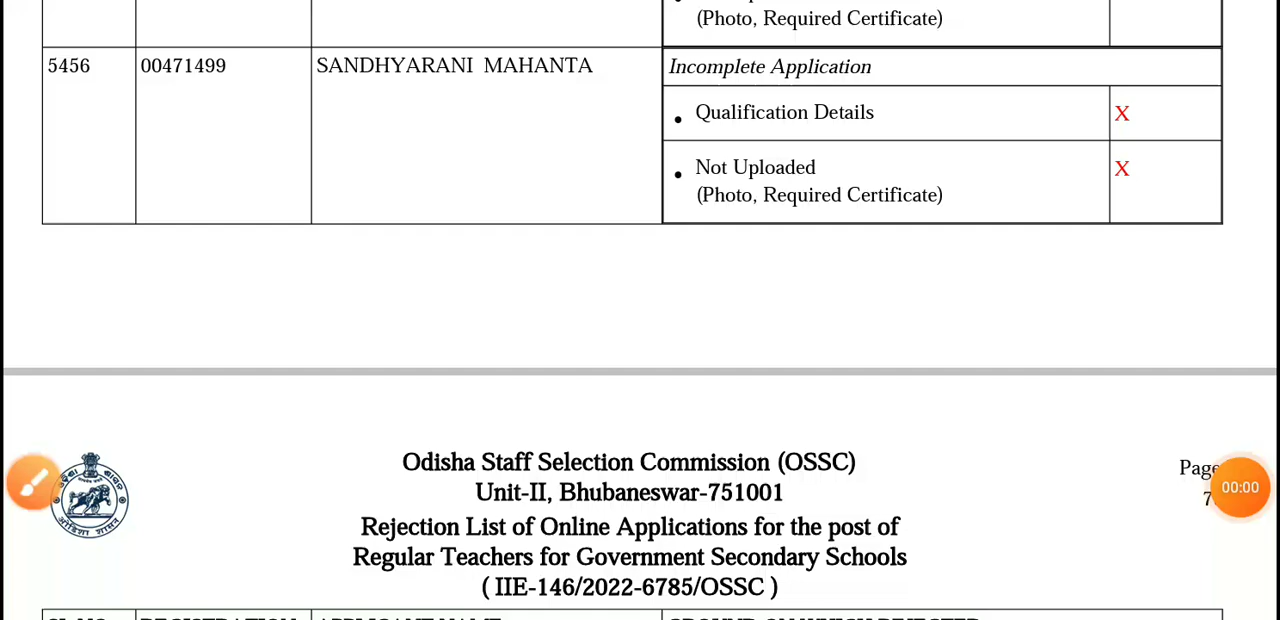 (Photo, Required Certificate)
5456 00471499 SANDHYARANI MAHANTA Incomplete Application
• Qualification Details X
• Not Uploaded X
(Photo, Required Certificate)
Odisha Staff Selection Commission (OSSC)
Page
Unit-II, Bhubaneswar-751001
00:00
Rejection List of Online Applications for the post of
Regular Teachers for Government Secondary Schools
( IIE-146/2022-6785/OSSC )